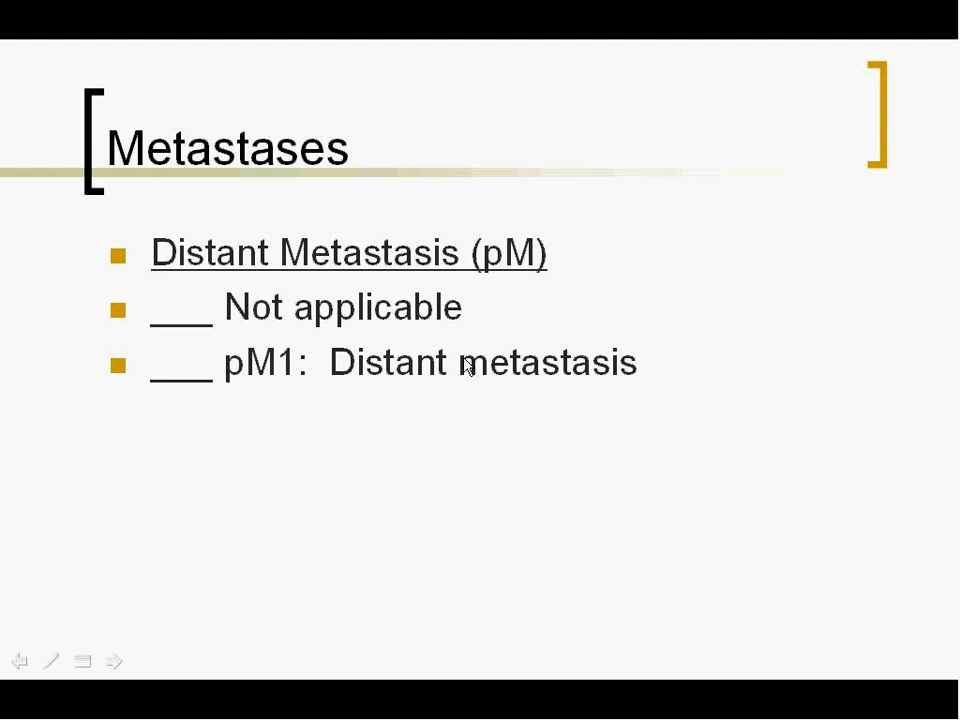 Metastases
Distant Metastasis (pM)
___ Not applicable
___ pM1: Distant metastasis